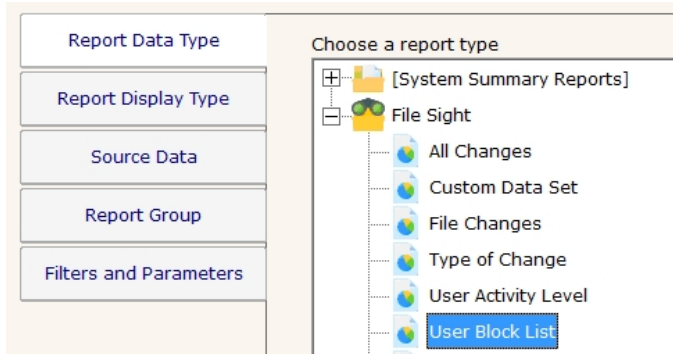 Report Data Type
Report Display Type
Source Data
Report Group
Filters and Parameters
Choose a report type
[System Summary Reports]
File Sight
All Changes
Custom Data Set
File Changes
Type of Change
User Activity Level
User Block List